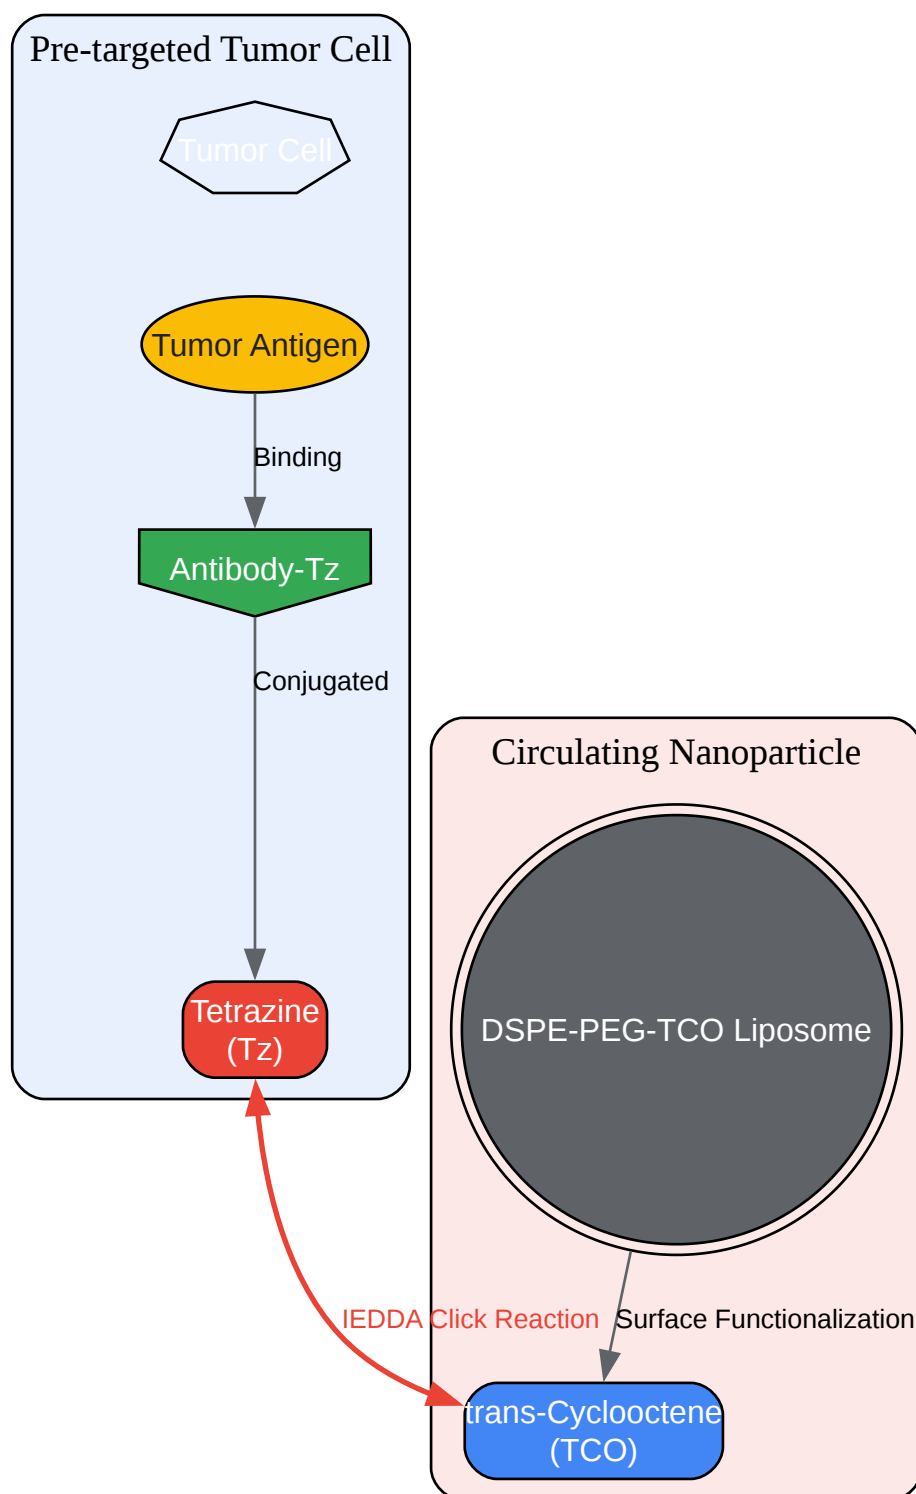 Pre-targeted Tumor Cell
Tumor Cell
Tumor Antigen
Binding
Antibody-Tz
Conjugated
Circulating Nanoparticle
Tetrazine
(Tz)
DSPE-PEG-TCO Liposome
IEDDA Click Reaction
Surface Functionalization
trans-Cyclooctene
(TCO)